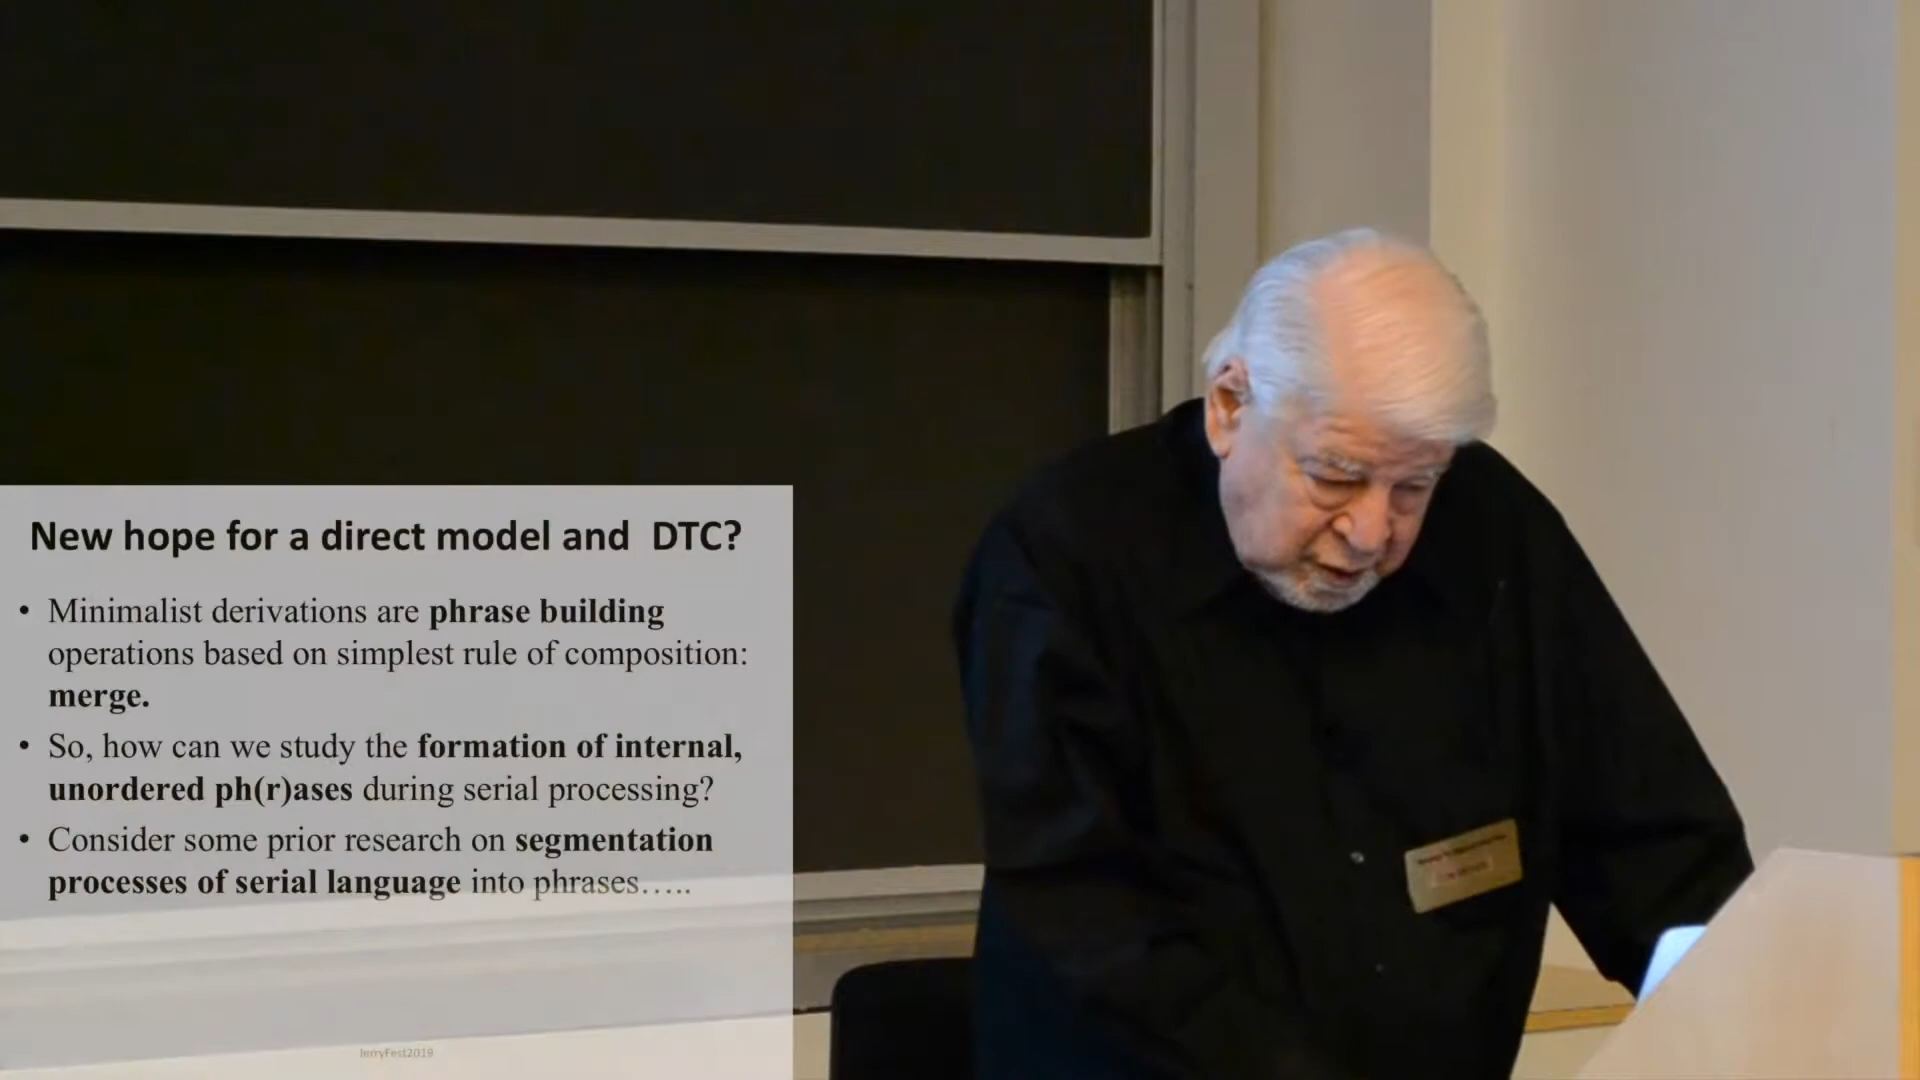 New hope for a direct model and DTC?
• Minimalist derivations are phrase building
operations based on simplest rule of composition:
merge.
• So, how can we study the formation of internal,
unordered ph(r)ases during serial processing?
• Consider some prior research on segmentation
processes of serial language into phrases…..
JerryFest2019